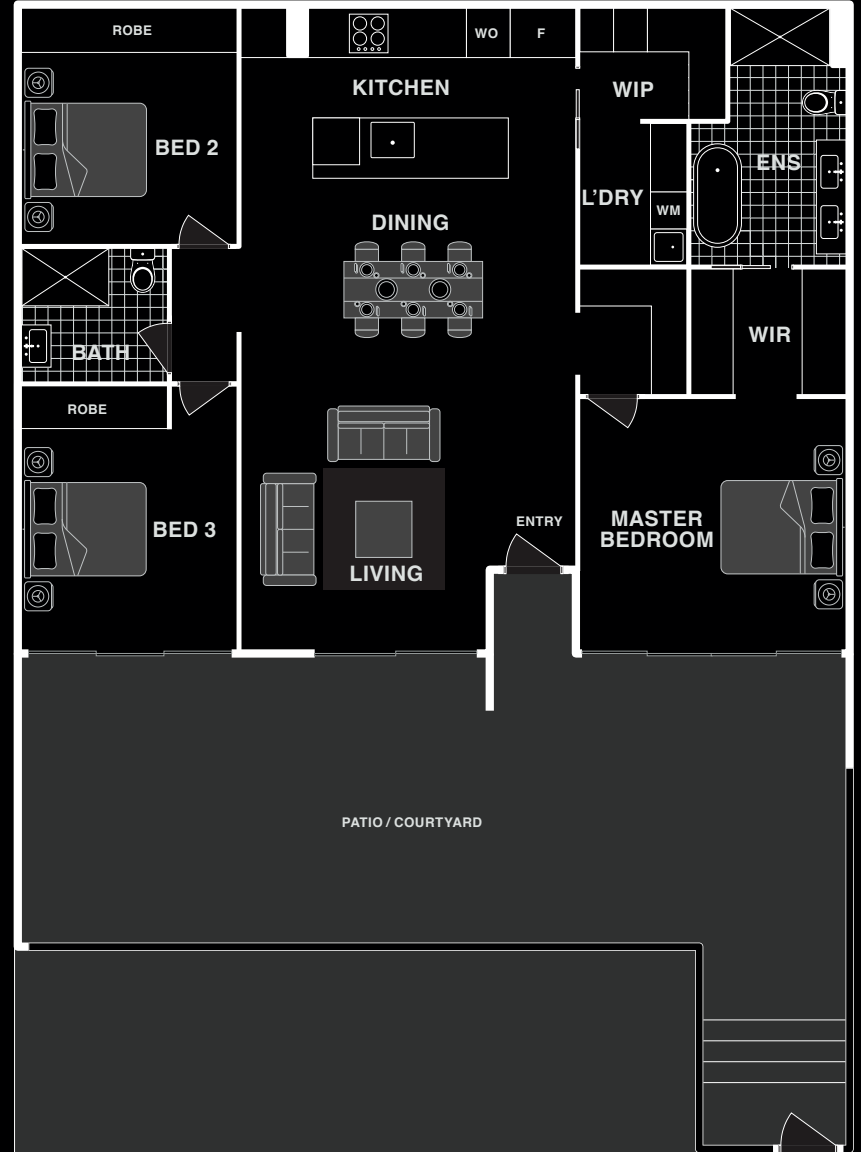 ROBE
WO
F
KITCHEN
WIP
BED 2
ENS
L'DRY
WM
DINING
WIR
BATH
ROBE
BED 3
ENTRY
MASTER
BEDROOM
LIVING
PATIO / COURTYARD